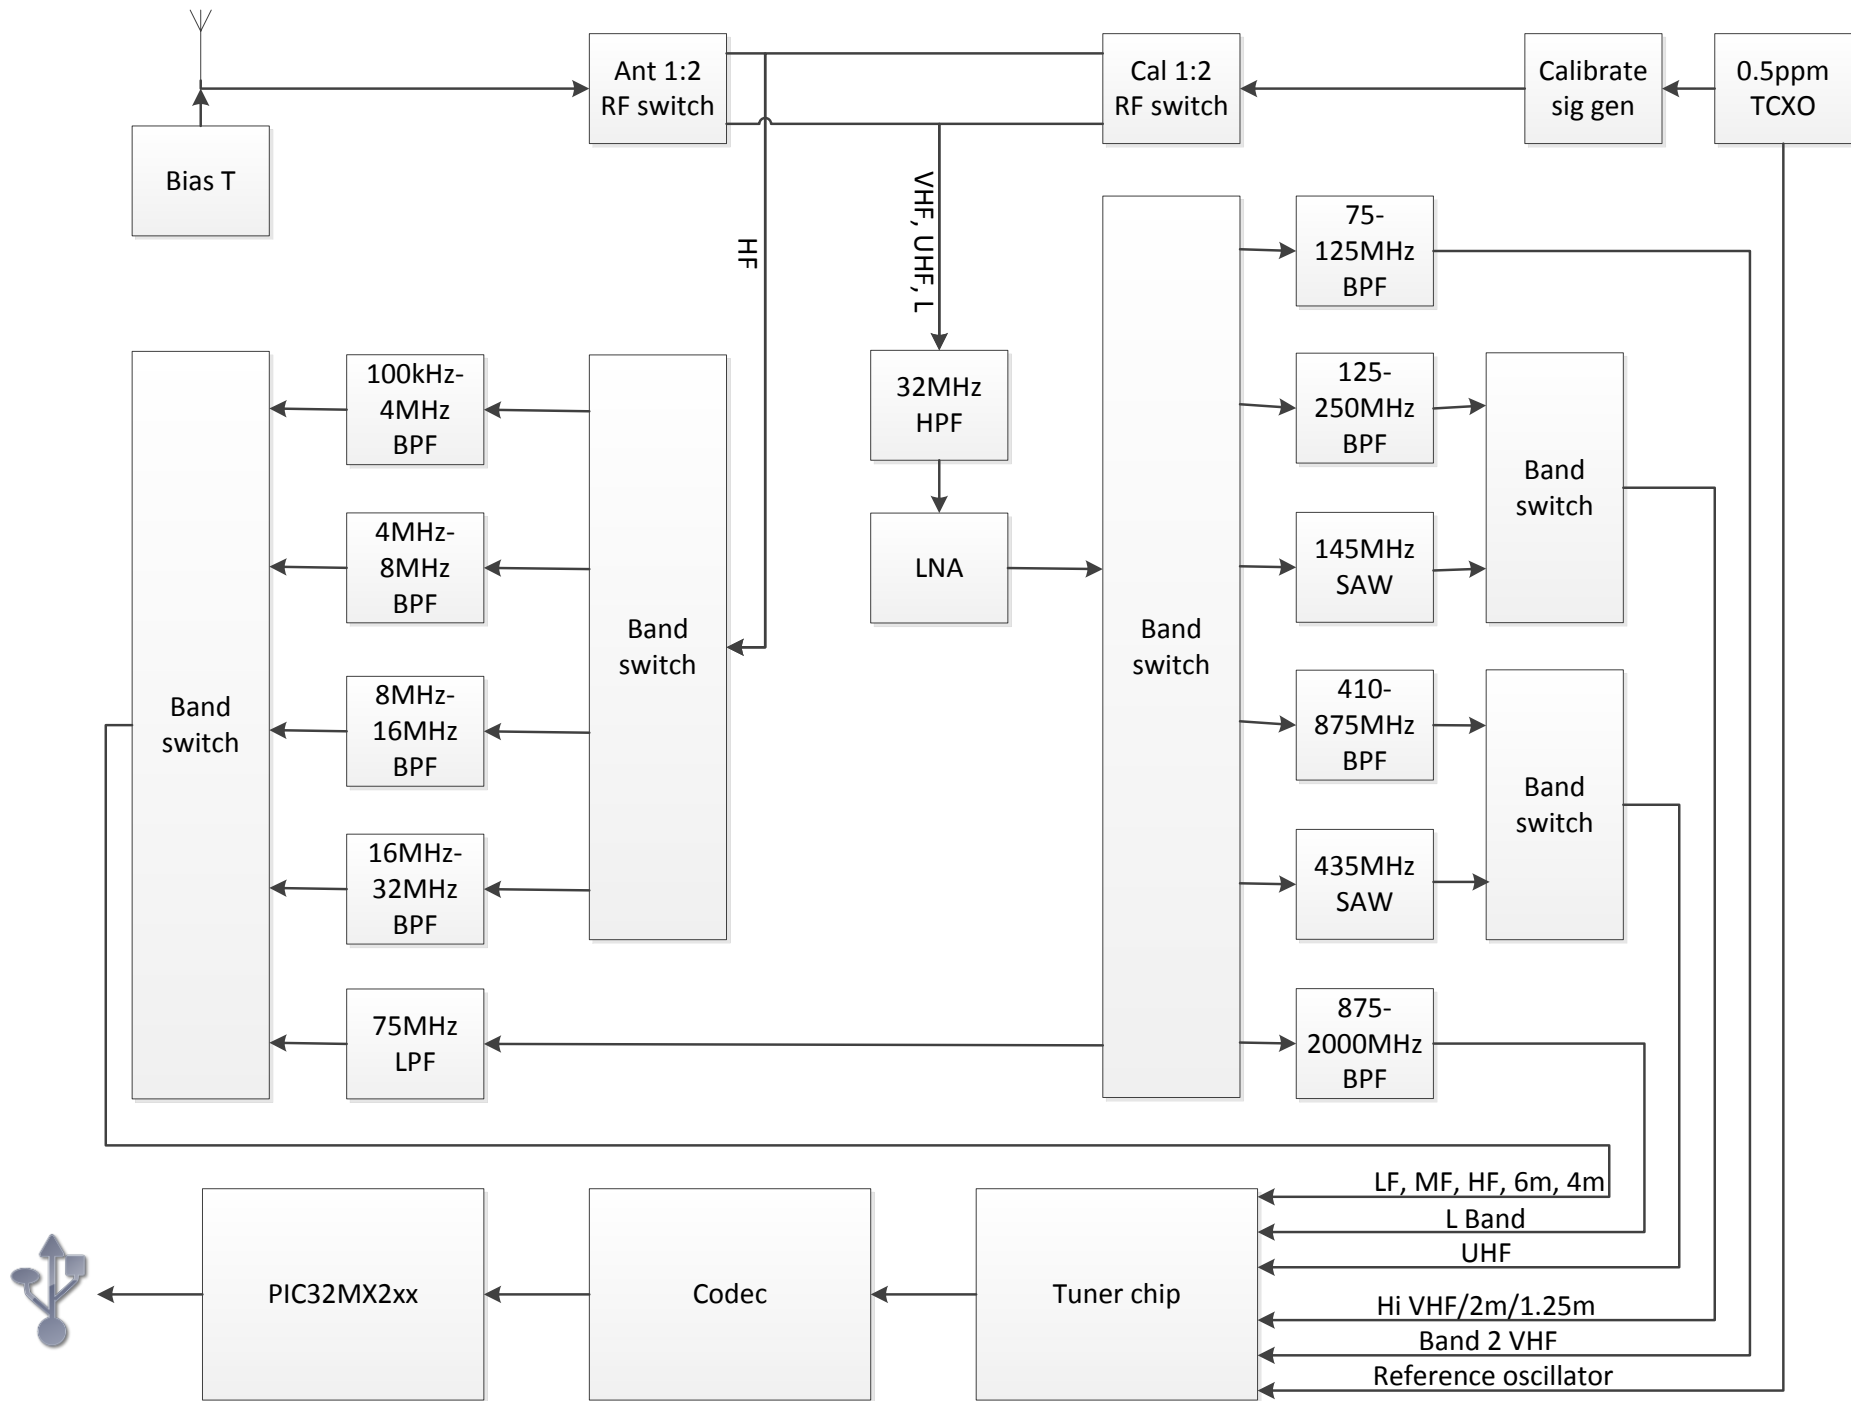 Ant 1:2
RF switch
Cal 1:2
RF switch
Calibrate
sig gen
0.5ppm
TCXO
Bias T
HF
VHF, UHF, L
75-
125MHz
BPF
100kHz-
4MHz
BPF
32MHz
HPF
125-
250MHz
BPF
Band
switch
4MHz-
8MHz
BPF
LNA
145MHz
SAW
Band
switch
Band
switch
Band
switch
8MHz-
16MHz
BPF
410-
875MHz
BPF
Band
switch
16MHz-
32MHz
BPF
435MHz
SAW
75MHz
LPF
875-
2000MHz
BPF
LF, MF, HF, 6m, 4m
L Band
UHF
Hi VHF/2m/1.25m
Band 2 VHF
Reference oscillator
PIC32MX2xx
Codec
Tuner chip